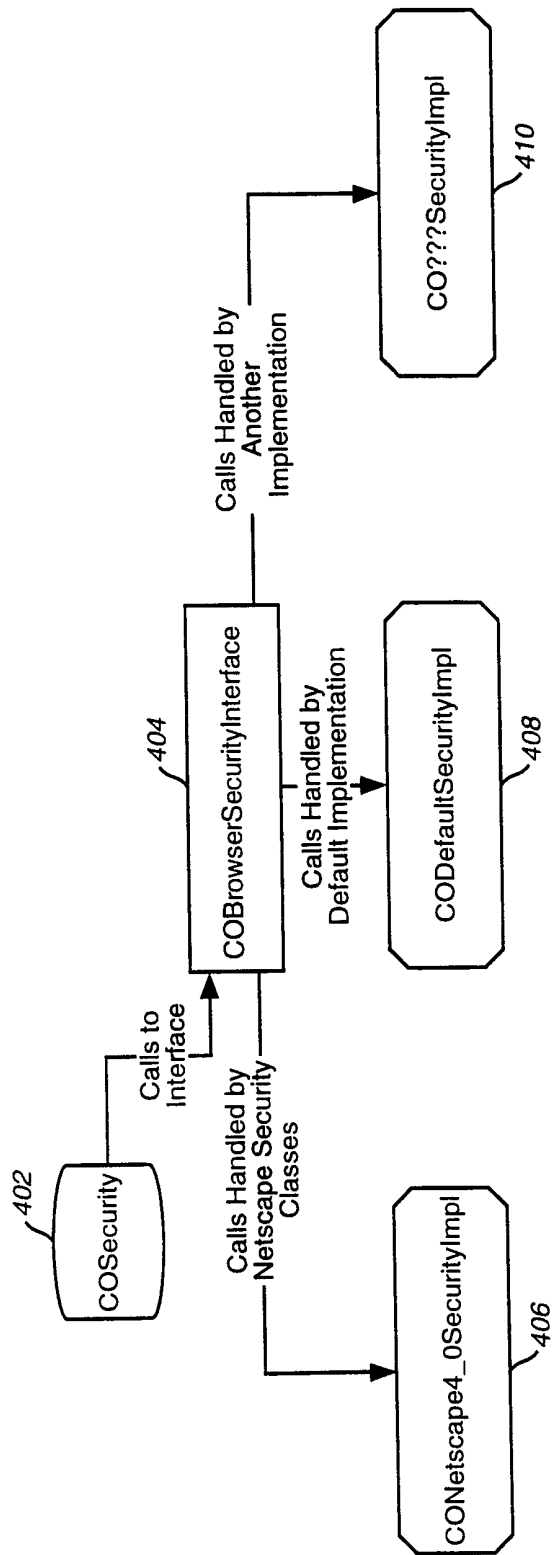 402
COSecurity
Calls to
Interface
404
COBrowserSecurityInterface
Calls Handled by
Netscape Security
Classes
Calls Handled by
Default Implementation
Calls Handled by
Another
Implementation
CONetscape4_0SecurityImpl
406
CODefaultSecurityImpl
408
CO???SecurityImpl
410